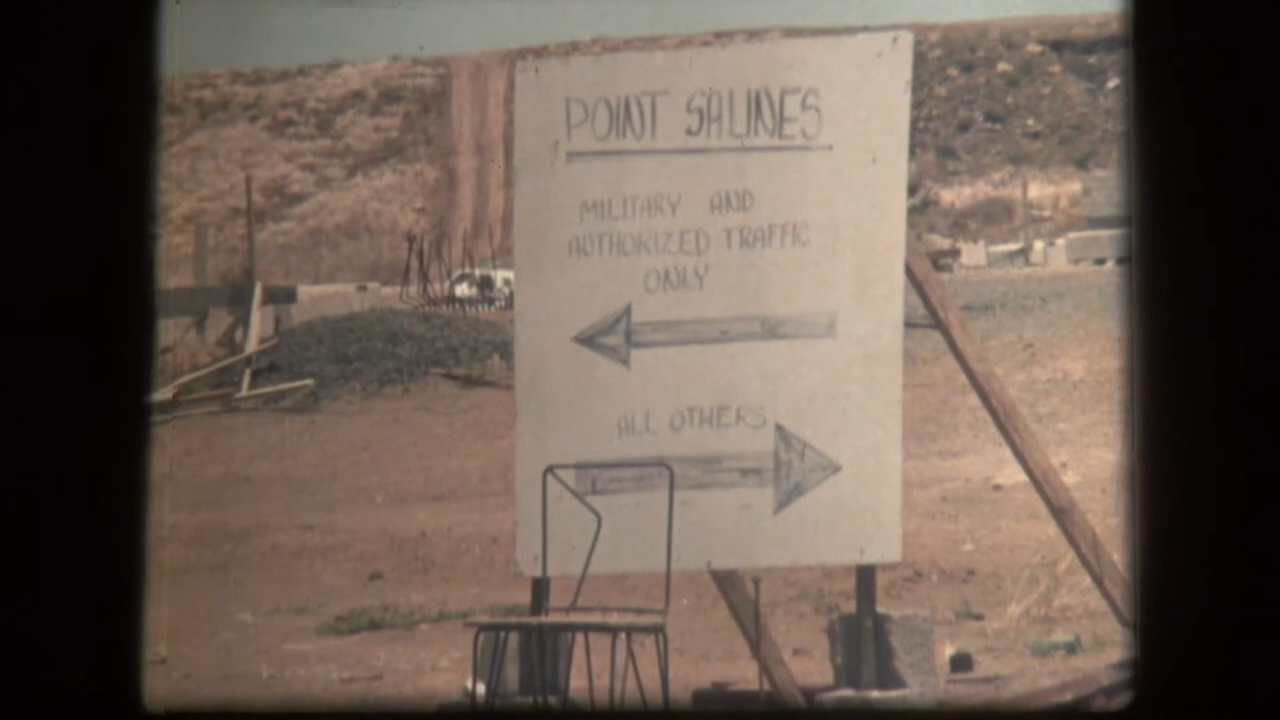 POINT SALINES
MILITARY AND
AUTHORIZED TRAFFIC
ONLY
ALL OTHERS